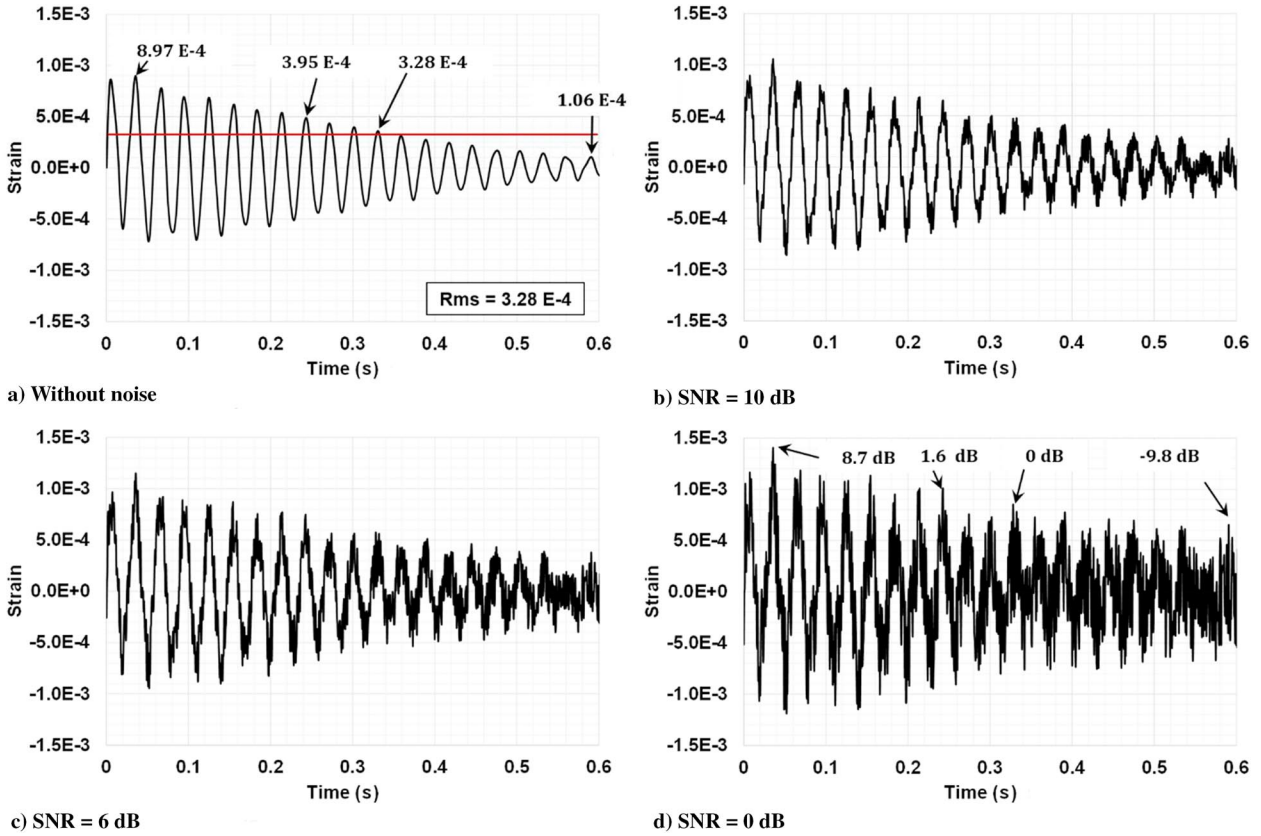 1.5E-3
1.0E-3
5.0E-4
0.0E+0
-5.0E-4
-1.0E-3
-1.5E-3
Strain
8.97 E-4
3.95 E-4
3.28 E-4
1.06 E-4
Rms = 3.28 E-4
0 0.1 0.2 0.3 0.4 0.5 0.6
Time (s)
a) Without noise
1.5E-3
1.0E-3
5.0E-4
0.0E+0
-5.0E-4
-1.0E-3
-1.5E-3
Strain
0 0.1 0.2 0.3 0.4 0.5 0.6
Time (s)
b) SNR = 10 dB
1.5E-3
1.0E-3
5.0E-4
0.0E+0
-5.0E-4
-1.0E-3
-1.5E-3
Strain
0 0.1 0.2 0.3 0.4 0.5 0.6
Time (s)
c) SNR = 6 dB
1.5E-3
1.0E-3
5.0E-4
0.0E+0
-5.0E-4
-1.0E-3
-1.5E-3
Strain
8.7 dB
1.6 dB
0 dB
-9.8 dB
0 0.1 0.2 0.3 0.4 0.5 0.6
Time (s)
d) SNR = 0 dB